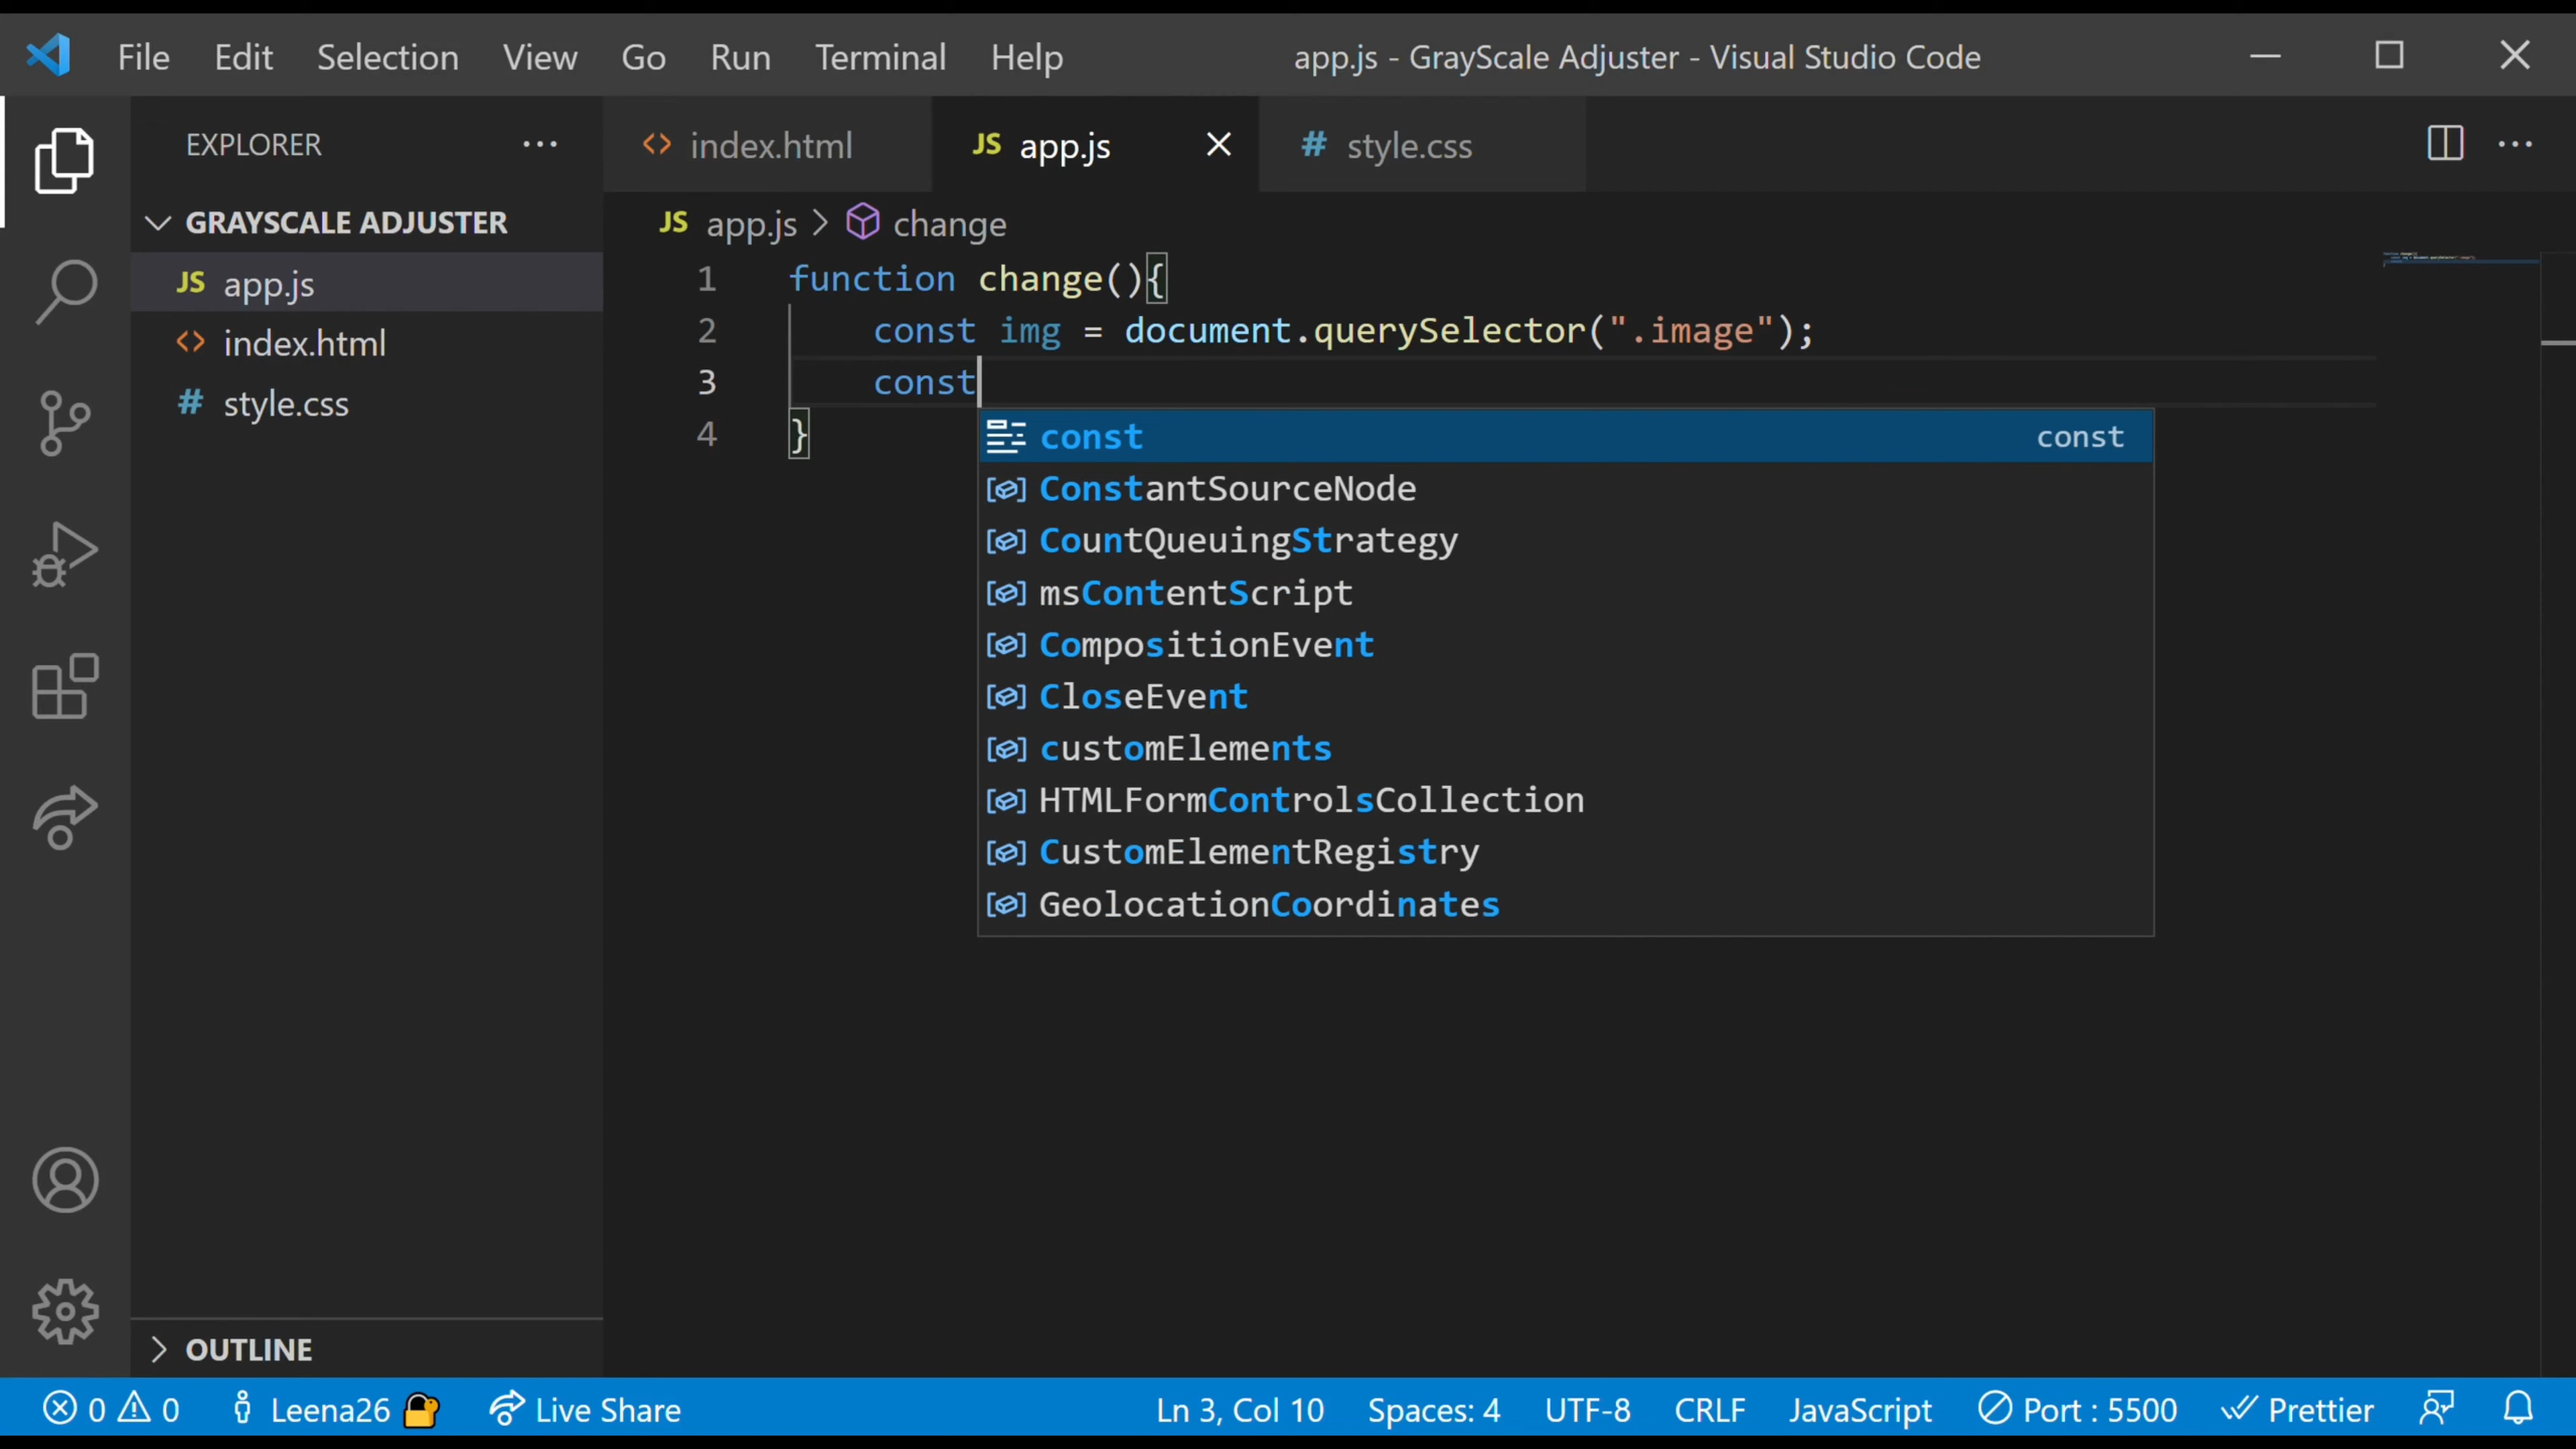 File Edit Selection View Go Run Terminal Help app.js - GrayScale Adjuster - Visual Studio Code
EXPLORER
index.html
JS app.js
# style.css
GRAYSCALE ADJUSTER
JS app.js
index.html
# style.css
JS app.js > change
1 function change(){
2 const img = document.querySelector(".image");
3 const
4 }
const const
ConstantSourceNode
CountQueuingStrategy
msContentScript
CompositionEvent
CloseEvent
customElements
HTMLFormControlsCollection
CustomElementRegistry
GeolocationCoordinates
OUTLINE
0 0 Leena26 Live Share Ln 3, Col 10 Spaces: 4 UTF-8 CRLF JavaScript Port : 5500 Prettier